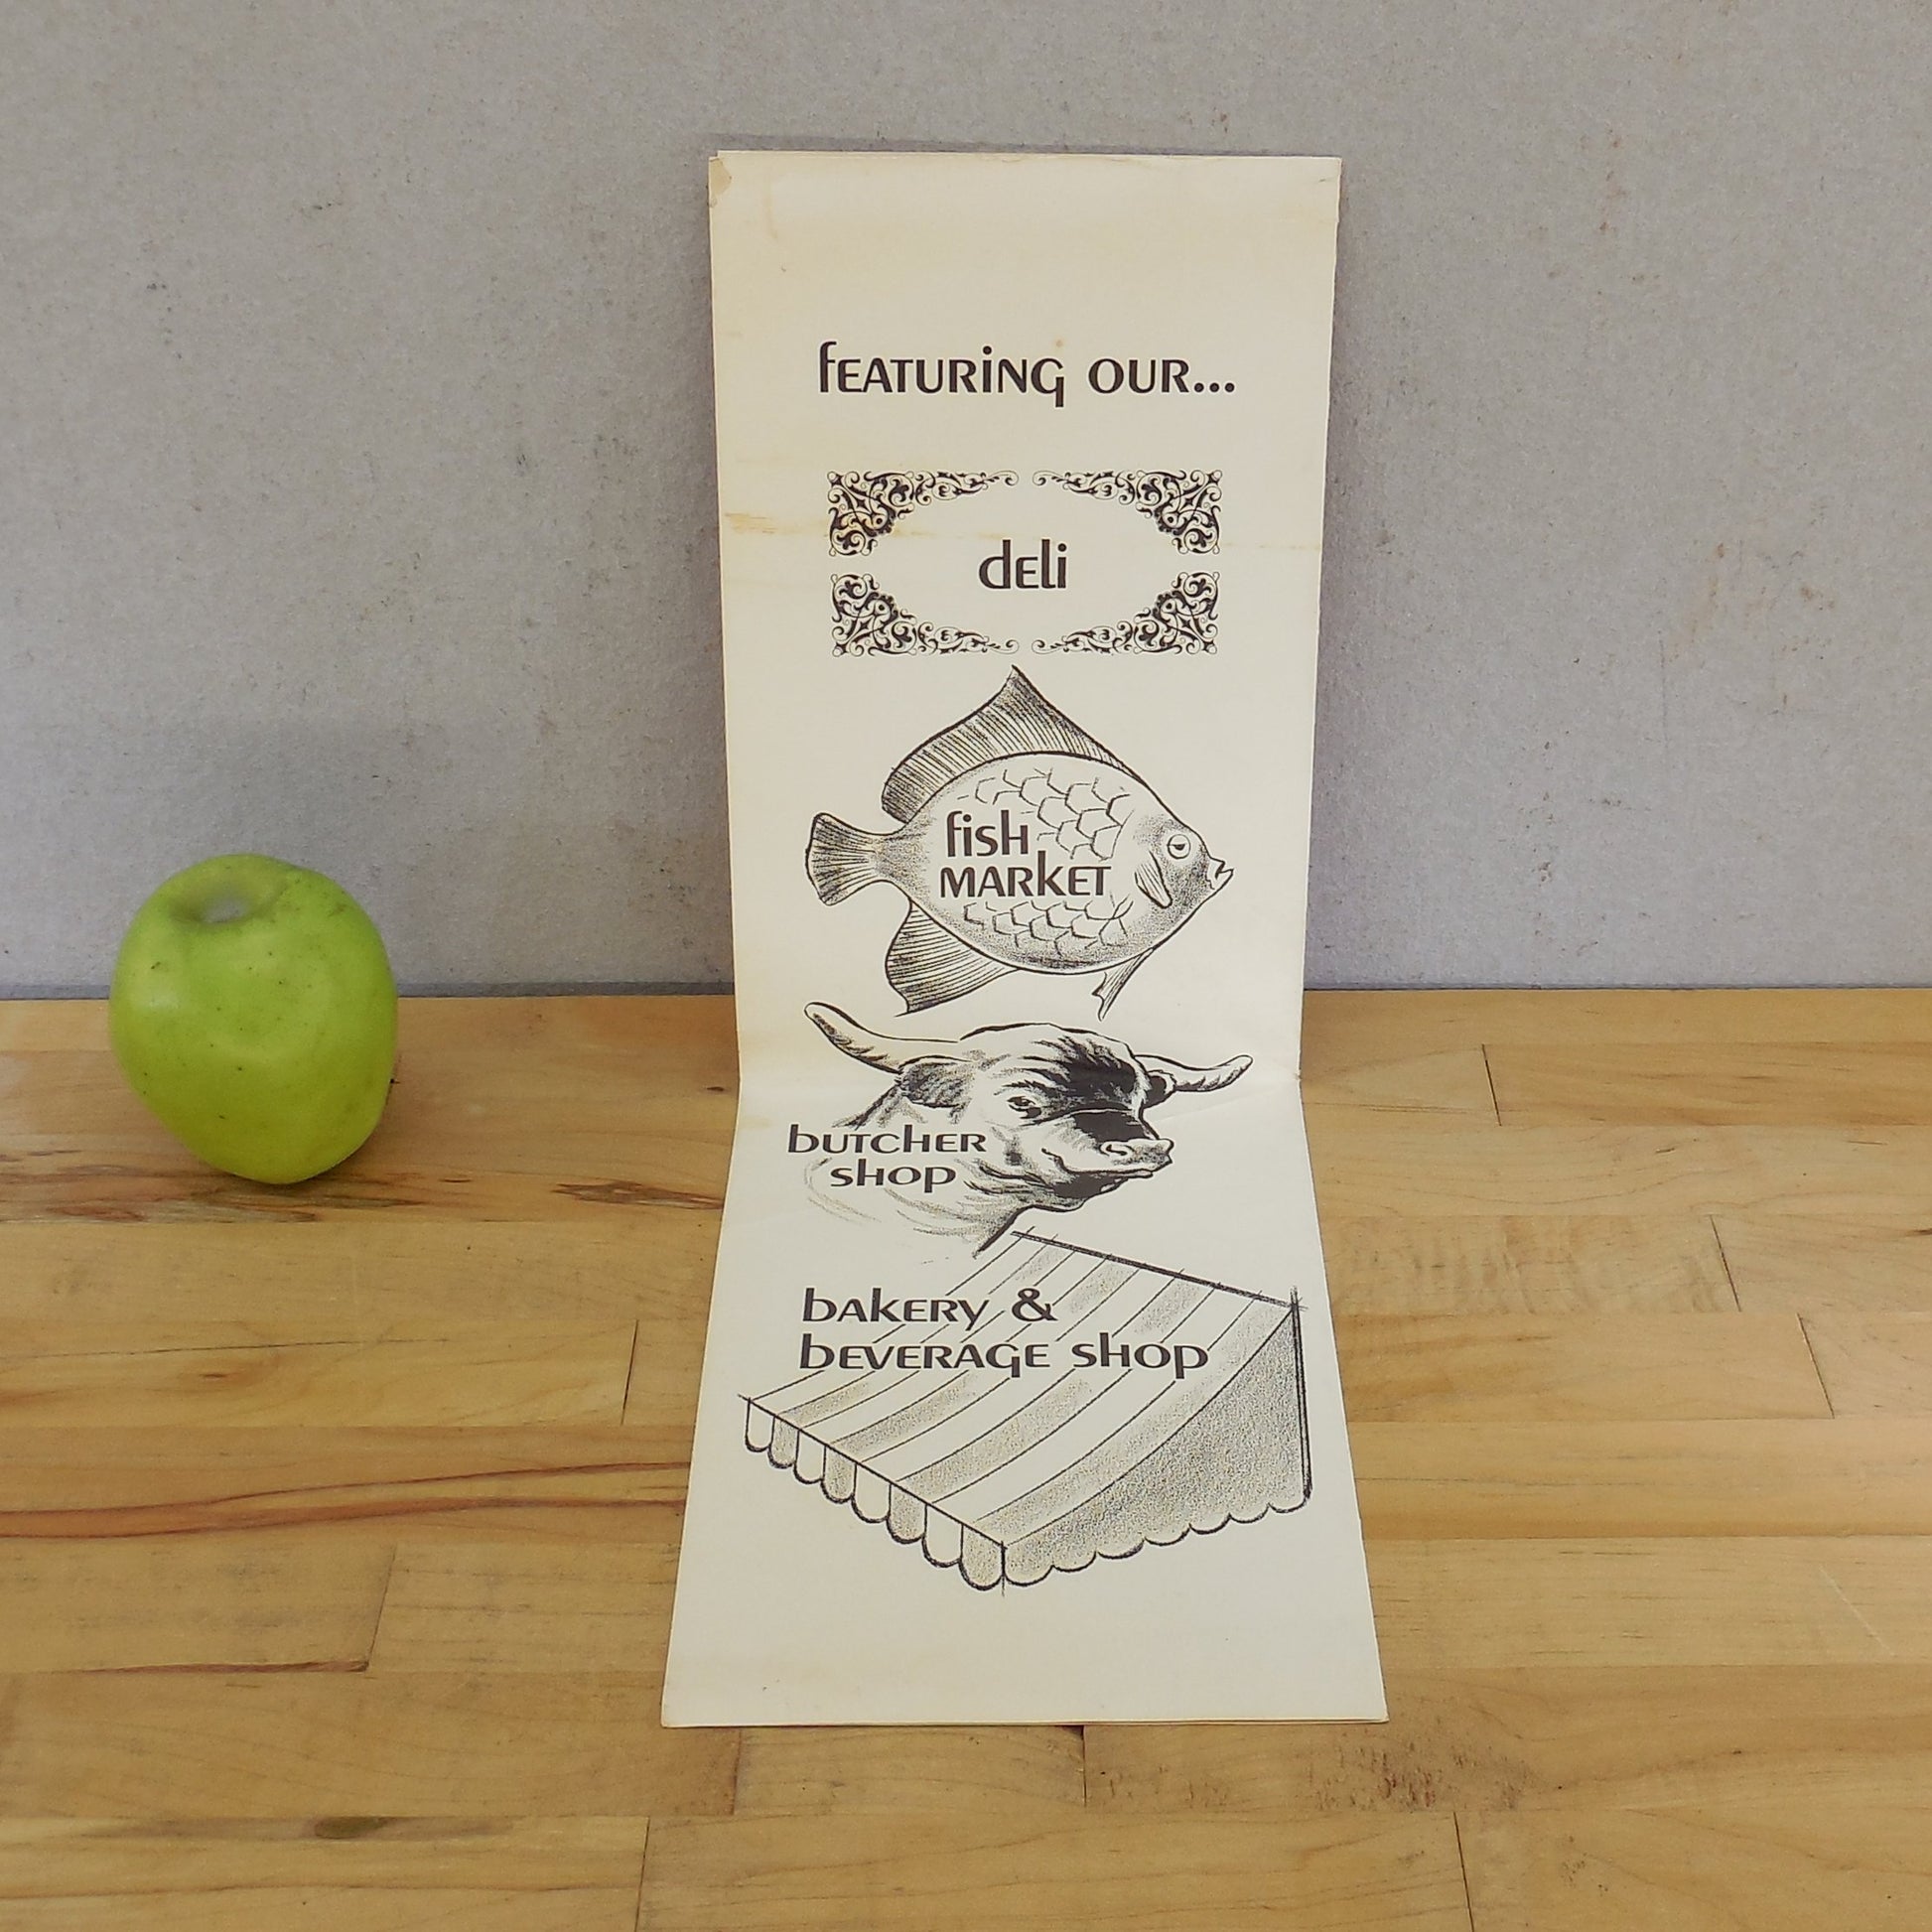 fEATURiNG OUR...
dEli
fish
MARkET
buTchER
shop
bAkERy &
bEVERAGE shop